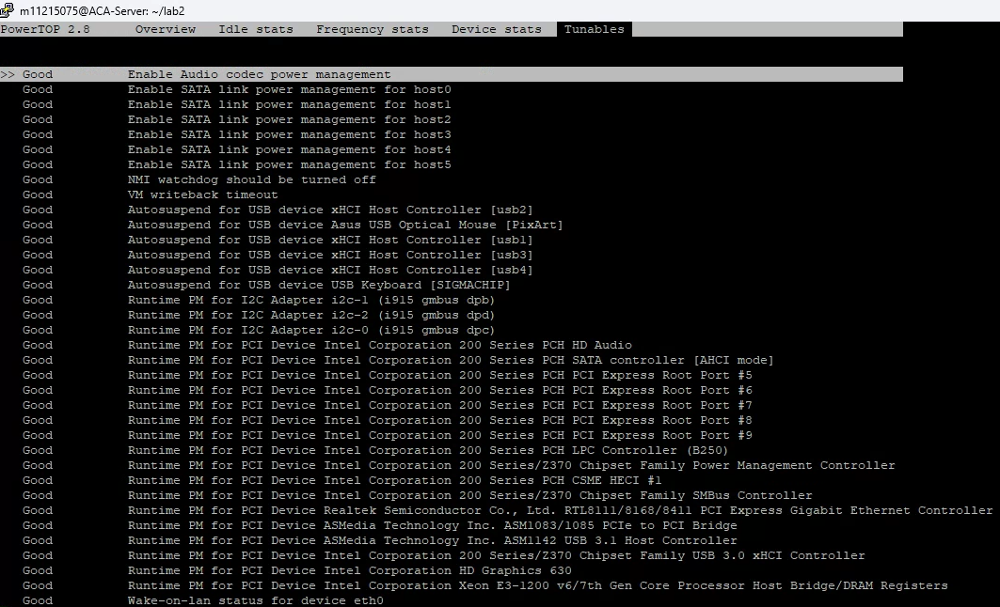 m11215075@ACA-Server: ~/lab2
PowerTOP 2.8 Overview Idle stats Frequency stats Device stats Tunables
>> Good Enable Audio codec power management
Good Enable SATA link power management for host0
Good Enable SATA link power management for host1
Good Enable SATA link power management for host2
Good Enable SATA link power management for host3
Good Enable SATA link power management for host4
Good Enable SATA link power management for host5
Good NMI watchdog should be turned off
Good VM writeback timeout
Good Autosuspend for USB device xHCI Host Controller [usb2]
Good Autosuspend for USB device Asus USB Optical Mouse [PixArt]
Good Autosuspend for USB device xHCI Host Controller [usb1]
Good Autosuspend for USB device xHCI Host Controller [usb3]
Good Autosuspend for USB device xHCI Host Controller [usb4]
Good Autosuspend for USB device USB Keyboard [SIGMACHIP]
Good Runtime PM for I2C Adapter i2c-1 (i915 gmbus dpb)
Good Runtime PM for I2C Adapter i2c-2 (i915 gmbus dpd)
Good Runtime PM for I2C Adapter i2c-0 (i915 gmbus dpc)
Good Runtime PM for PCI Device Intel Corporation 200 Series PCH HD Audio
Good Runtime PM for PCI Device Intel Corporation 200 Series PCH SATA controller [AHCI mode]
Good Runtime PM for PCI Device Intel Corporation 200 Series PCH PCI Express Root Port #5
Good Runtime PM for PCI Device Intel Corporation 200 Series PCH PCI Express Root Port #6
Good Runtime PM for PCI Device Intel Corporation 200 Series PCH PCI Express Root Port #7
Good Runtime PM for PCI Device Intel Corporation 200 Series PCH PCI Express Root Port #8
Good Runtime PM for PCI Device Intel Corporation 200 Series PCH PCI Express Root Port #9
Good Runtime PM for PCI Device Intel Corporation 200 Series PCH LPC Controller (B250)
Good Runtime PM for PCI Device Intel Corporation 200 Series/Z370 Chipset Family Power Management Controller
Good Runtime PM for PCI Device Intel Corporation 200 Series PCH CSME HECI #1
Good Runtime PM for PCI Device Intel Corporation 200 Series/Z370 Chipset Family SMBus Controller
Good Runtime PM for PCI Device Realtek Semiconductor Co., Ltd. RTL8111/8168/8411 PCI Express Gigabit Ethernet Controller
Good Runtime PM for PCI Device ASMedia Technology Inc. ASM1083/1085 PCIe to PCI Bridge
Good Runtime PM for PCI Device ASMedia Technology Inc. ASM1142 USB 3.1 Host Controller
Good Runtime PM for PCI Device Intel Corporation 200 Series/Z370 Chipset Family USB 3.0 xHCI Controller
Good Runtime PM for PCI Device Intel Corporation HD Graphics 630
Good Runtime PM for PCI Device Intel Corporation Xeon E3-1200 v6/7th Gen Core Processor Host Bridge/DRAM Registers
Good Wake-on-lan status for device eth0